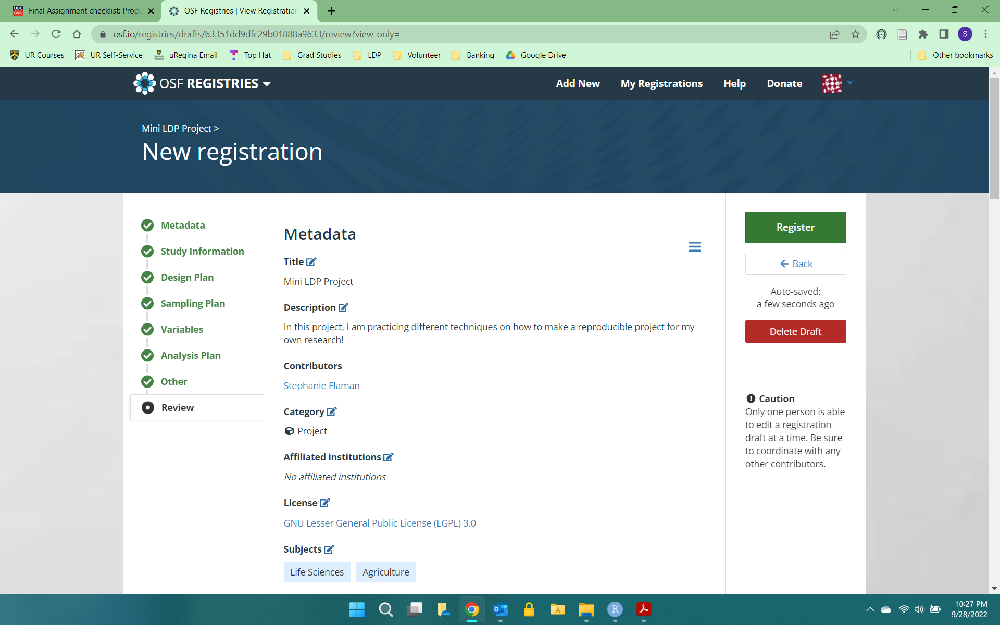 UBC
Final Assignment checklist: Produ
OSF Registries | View Registration
osf.io/registries/drafts/63351dd9dfc29b01888a9633/review?view_only=
S
UR Courses
UR Self-Service
uRegina Email
Top Hat
Grad Studies
LDP
Volunteer
Banking
Google Drive
Other bookmarks
OSF REGISTRIES
Add New
My Registrations
Help
Donate
Mini LDP Project >
New registration
Metadata
Study Information
Design Plan
Sampling Plan
Variables
Analysis Plan
Other
Review
Metadata
Title
Mini LDP Project
Description
In this project, I am practicing different techniques on how to make a reproducible project for my
own research!
Contributors
Stephanie Flaman
Category
Project
Affiliated institutions
No affiliated institutions
License
GNU Lesser General Public License (LGPL) 3.0
Subjects
Life Sciences
Agriculture
Register
Back
Auto-saved:
a few seconds ago
Delete Draft
Caution
Only one person is able
to edit a registration
draft at a time. Be sure
to coordinate with any
other contributors.
10:27 PM
9/28/2022